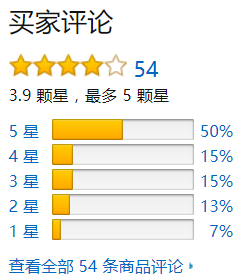 买家评论
54
3.9 颗星，最多 5 颗星
5 星 50%
4 星 15%
3 星 15%
2 星 13%
1 星 7%
查看全部 54 条商品评论